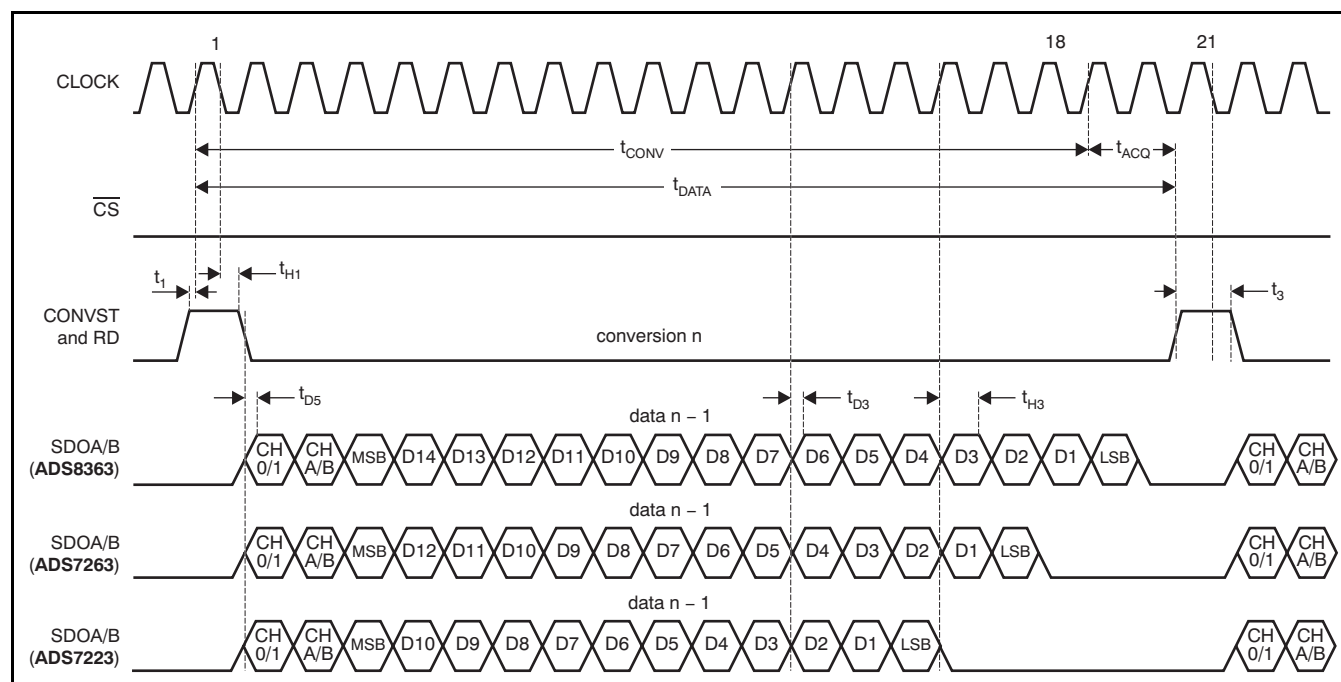 1 18 21
CLOCK
tCONV tACQ
tDATA
CS
t1 tH1 t3
CONVST
and RD
conversion n
tD5 tD3 tH3
data n – 1
SDOA/B
(ADS8363)
CH 0/1 CH A/B MSB D14 D13 D12 D11 D10 D9 D8 D7 D6 D5 D4 D3 D2 D1 LSB CH 0/1 CH A/B
data n – 1
SDOA/B
(ADS7263)
CH 0/1 CH A/B MSB D12 D11 D10 D9 D8 D7 D6 D5 D4 D3 D2 D1 LSB CH 0/1 CH A/B
data n – 1
SDOA/B
(ADS7223)
CH 0/1 CH A/B MSB D10 D9 D8 D7 D6 D5 D4 D3 D2 D1 LSB CH 0/1 CH A/B